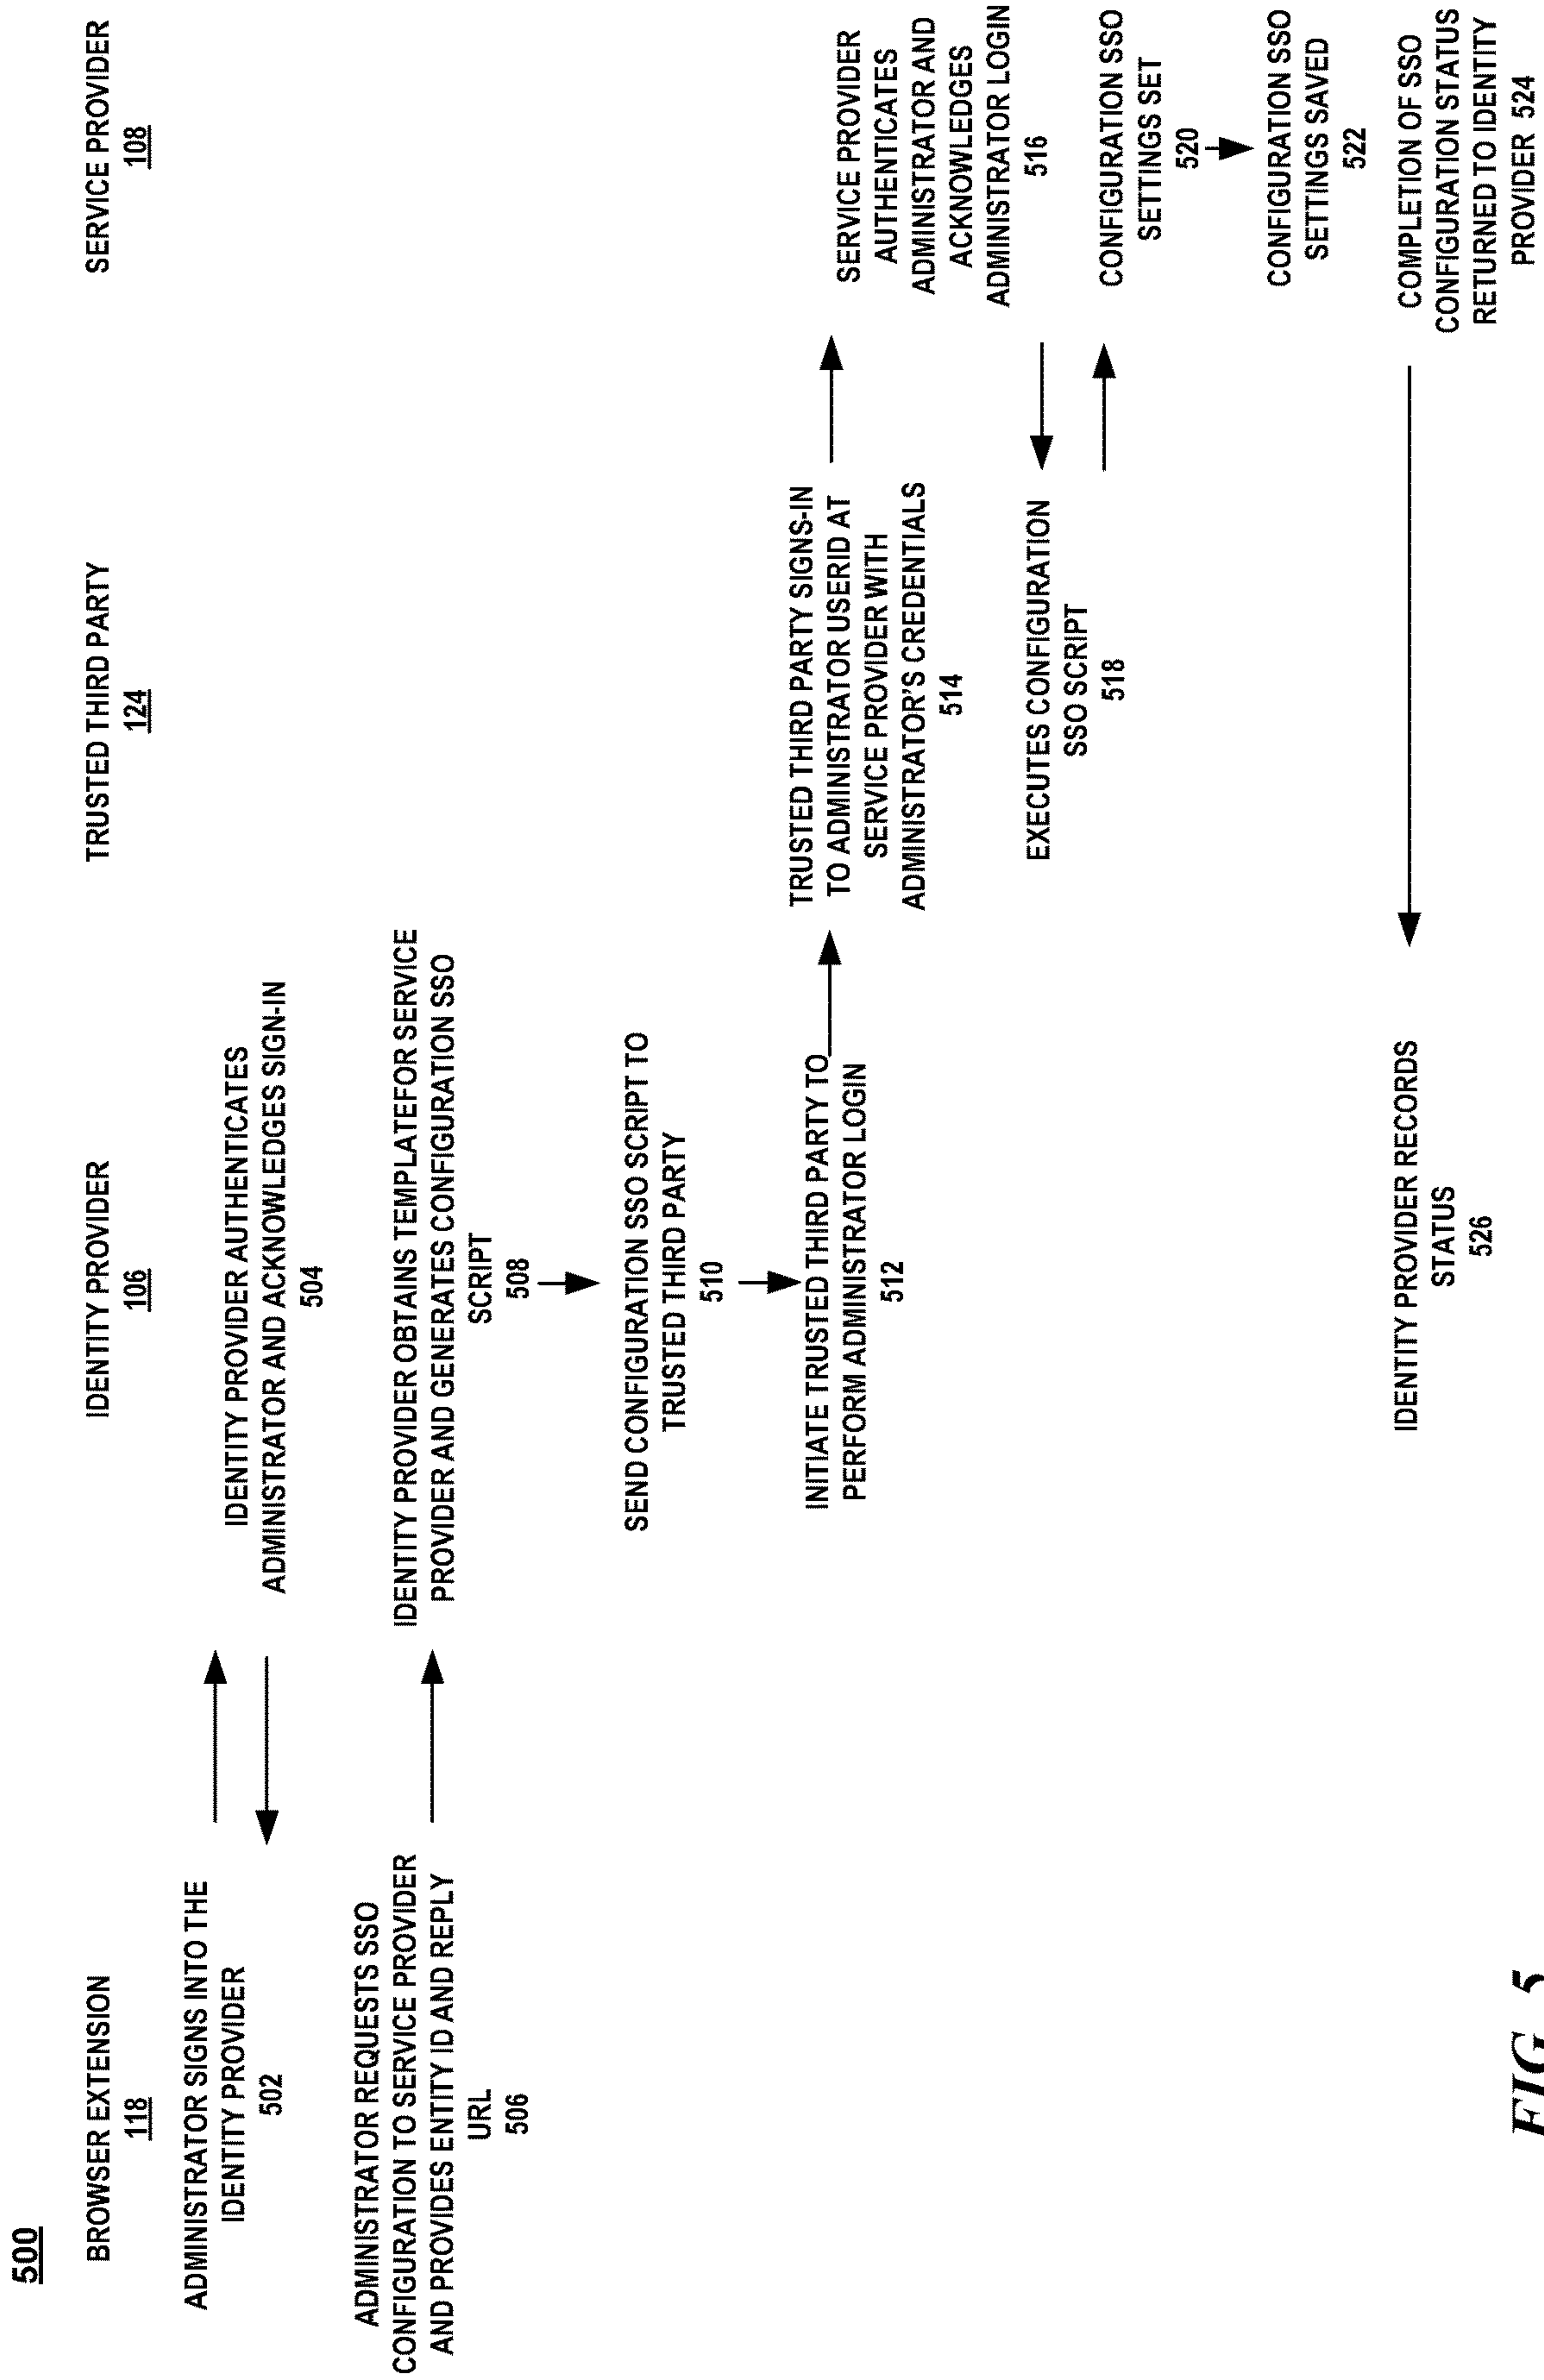 500
BROWSER EXTENSION
118
IDENTITY PROVIDER
106
TRUSTED THIRD PARTY
124
SERVICE PROVIDER
108
ADMINISTRATOR SIGNS INTO THE
IDENTITY PROVIDER
502
IDENTITY PROVIDER AUTHENTICATES
ADMINISTRATOR AND ACKNOWLEDGES SIGN-IN
504
ADMINISTRATOR REQUESTS SSO
CONFIGURATION TO SERVICE PROVIDER
AND PROVIDES ENTITY ID AND REPLY
URL
506
IDENTITY PROVIDER OBTAINS TEMPLATEFOR SERVICE
PROVIDER AND GENERATES CONFIGURATION SSO
SCRIPT
508
SEND CONFIGURATION SSO SCRIPT TO
TRUSTED THIRD PARTY
510
INITIATE TRUSTED THIRD PARTY TO
PERFORM ADMINISTRATOR LOGIN
512
TRUSTED THIRD PARTY SIGNS-IN
TO ADMINISTRATOR USERID AT
SERVICE PROVIDER WITH
ADMINISTRATOR'S CREDENTIALS
514
SERVICE PROVIDER
AUTHENTICATES
ADMINISTRATOR AND
ACKNOWLEDGES
ADMINISTRATOR LOGIN
516
EXECUTES CONFIGURATION
SSO SCRIPT
518
CONFIGURATION SSO
SETTINGS SET
520
CONFIGURATION SSO
SETTINGS SAVED
522
COMPLETION OF SSO
CONFIGURATION STATUS
RETURNED TO IDENTITY
PROVIDER 524
IDENTITY PROVIDER RECORDS
STATUS
526
FIG. 5